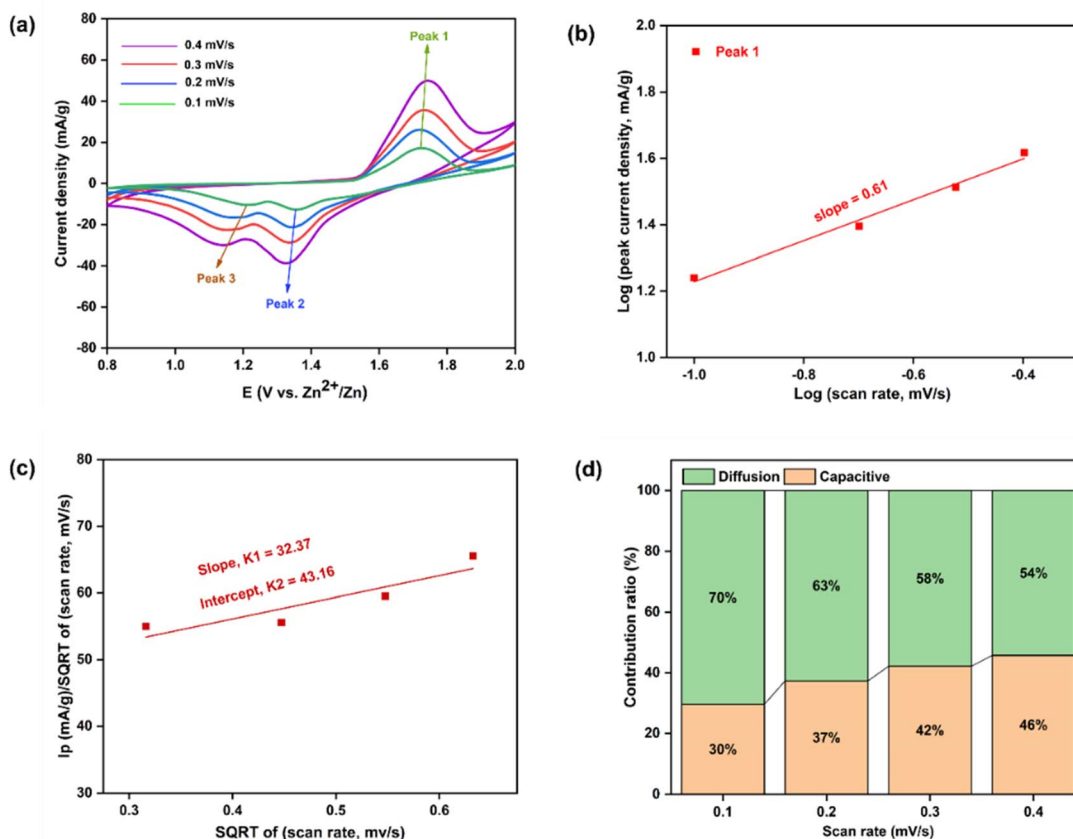 (a)
80
60
40
20
0
-20
-40
-60
-80
Current density (mA/g)
0.4 mV/s
0.3 mV/s
0.2 mV/s
0.1 mV/s
Peak 1
Peak 3
Peak 2
0.8
1.0
1.2
1.4
1.6
1.8
2.0
E (V vs. Zn2+/Zn)
(b)
2.0
1.8
1.6
1.4
1.2
1.0
Log (peak current density, mA/g)
Peak 1
slope = 0.61
-1.0
-0.8
-0.6
-0.4
Log (scan rate, mV/s)
(c)
80
70
60
50
40
30
Ip (mA/g)/SQRT of (scan rate, mV/s)
Slope, K1 = 32.37
Intercept, K2 = 43.16
0.3
0.4
0.5
0.6
SQRT of (scan rate, mv/s)
(d)
Diffusion
Capacitive
100
80
60
40
20
0
Contribution ratio (%)
70%
63%
58%
54%
30%
37%
42%
46%
0.1
0.2
0.3
0.4
Scan rate (mV/s)